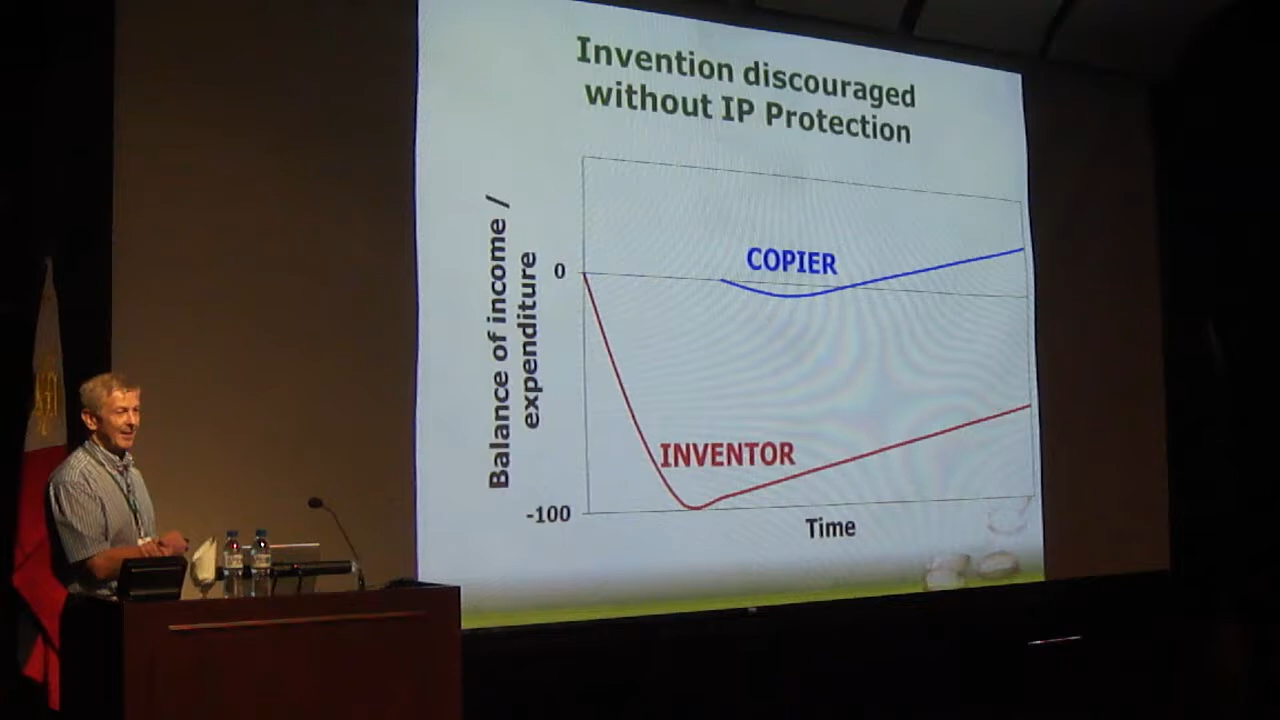 Invention discouraged
without IP Protection
Balance of income /
expenditure
0
COPIER
INVENTOR
-100
Time